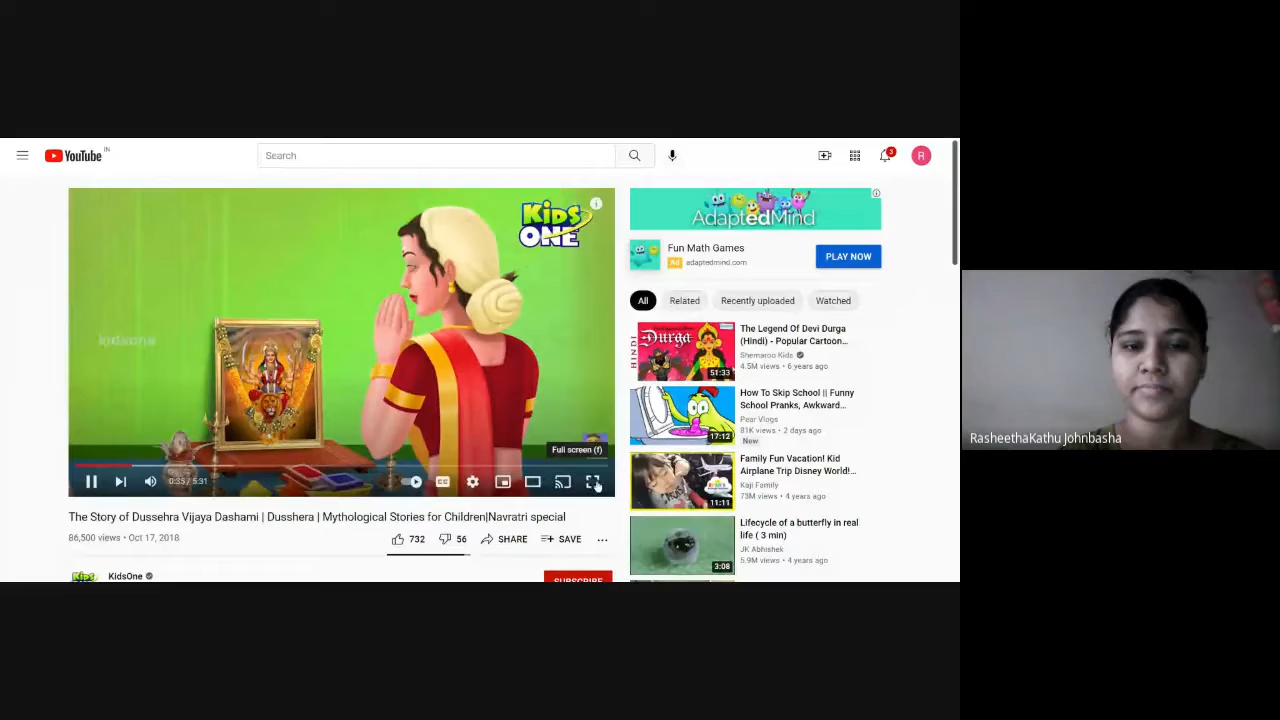 YouTube IN
Search
3
R
KiDS
ONE
kidsone
Full screen (f)
0:35 / 5:31
CC
The Story of Dussehra Vijaya Dashami | Dusshera | Mythological Stories for Children|Navratri special
86,500 views • Oct 17, 2018
732
56
SHARE
SAVE
Kids
KidsOne
SUBSCRIBE
AdaptedMind
Fun Math Games
Ad adaptedmind.com
PLAY NOW
All
Related
Recently uploaded
Watched
HINDI
Durga
51:33
The Legend Of Devi Durga
(Hindi) - Popular Cartoon...
Shemaroo Kids
4.5M views • 6 years ago
17:12
How To Skip School || Funny
School Pranks, Awkward...
Pear Vlogs
81K views • 2 days ago
New
11:11
Family Fun Vacation! Kid
Airplane Trip Disney World!...
Kaji Family
73M views • 4 years ago
3:08
Lifecycle of a butterfly in real
life ( 3 min)
JK Abhishek
5.9M views • 4 years ago
RasheethaKathu Johnbasha